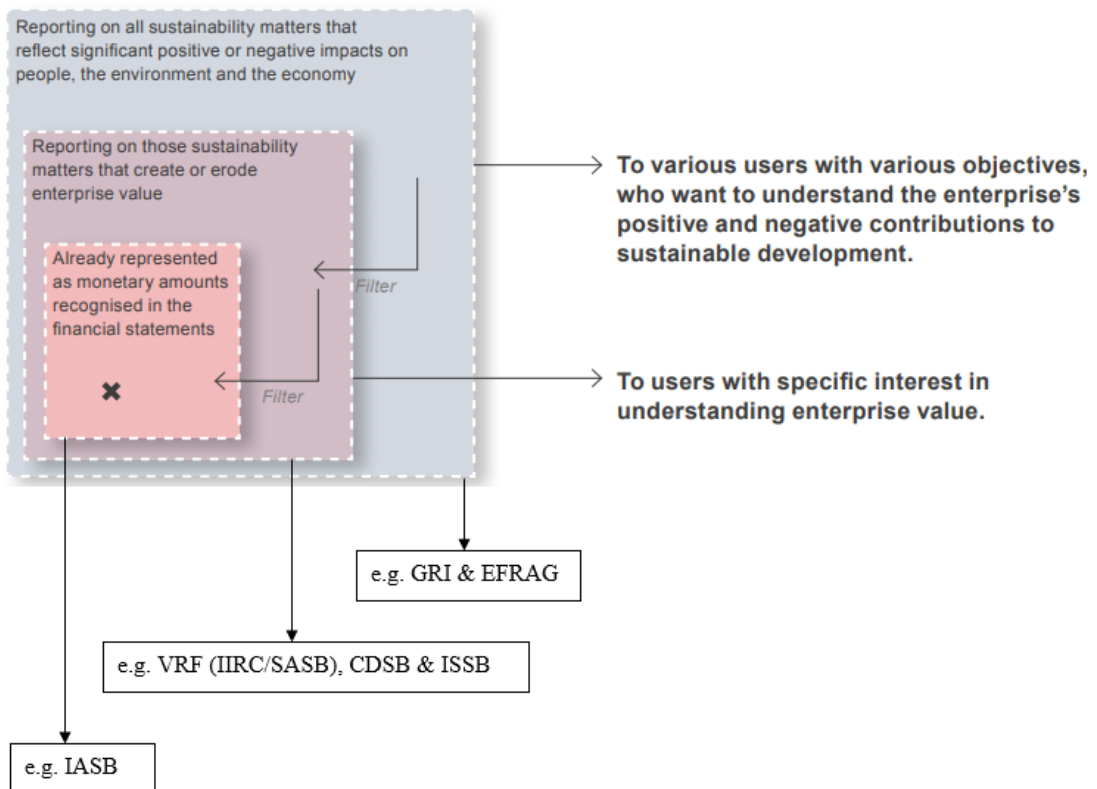 Reporting on all sustainability matters that
reflect significant positive or negative impacts on
people, the environment and the economy
Reporting on those sustainability
matters that create or erode
enterprise value
To various users with various objectives,
who want to understand the enterprise's
positive and negative contributions to
sustainable development.
Already represented
as monetary amounts
recognised in the
financial statements
Filter
To users with specific interest in
understanding enterprise value.
Filter
e.g. GRI & EFRAG
e.g. VRF (IIRC/SASB), CDSB & ISSB
e.g. IASB